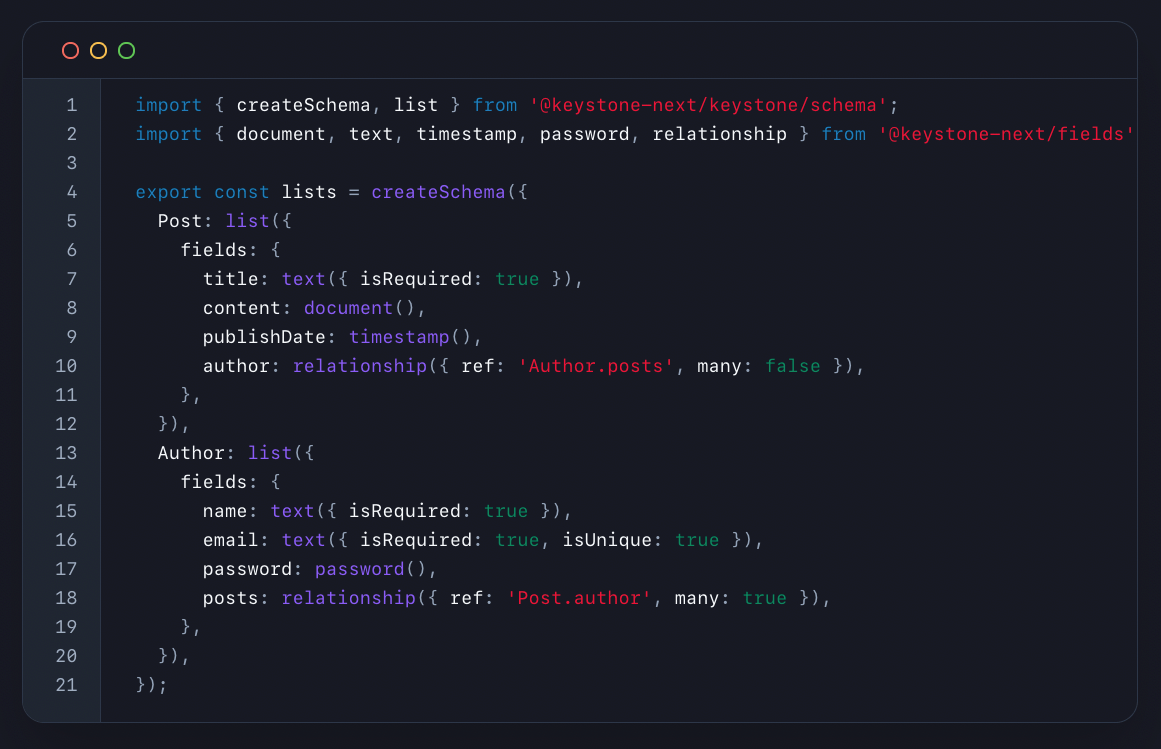 1 import { createSchema, list } from '@keystone-next/keystone/schema';
2 import { document, text, timestamp, password, relationship } from '@keystone-next/fields'
3
4 export const lists = createSchema({
5   Post: list({
6     fields: {
7       title: text({ isRequired: true }),
8       content: document(),
9       publishDate: timestamp(),
10       author: relationship({ ref: 'Author.posts', many: false }),
11     },
12   }),
13   Author: list({
14     fields: {
15       name: text({ isRequired: true }),
16       email: text({ isRequired: true, isUnique: true }),
17       password: password(),
18       posts: relationship({ ref: 'Post.author', many: true }),
19     },
20   }),
21 });